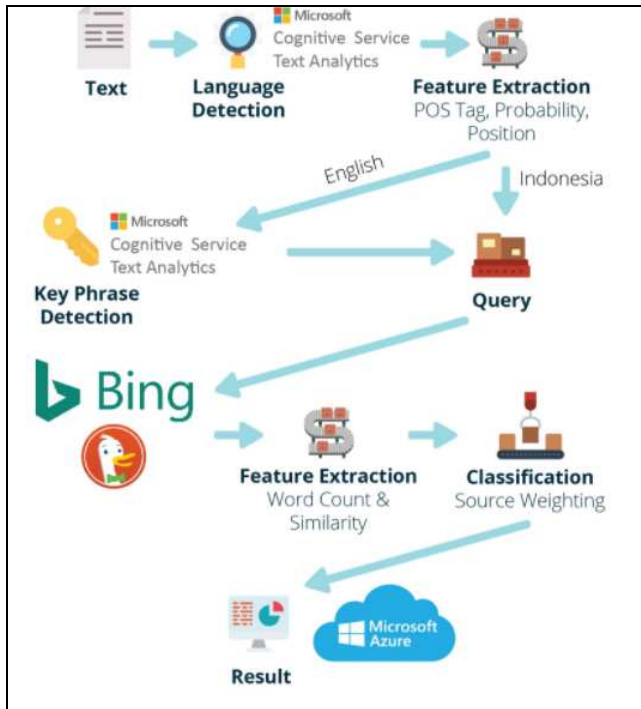 Microsoft
Cognitive Service
Text Analytics
Text
Language
Detection
Feature Extraction
POS Tag, Probability,
Position
English
Indonesia
Microsoft
Cognitive Service
Text Analytics
Key Phrase
Detection
Query
Bing
Feature Extraction
Word Count &
Similarity
Classification
Source Weighting
Microsoft
Azure
Result